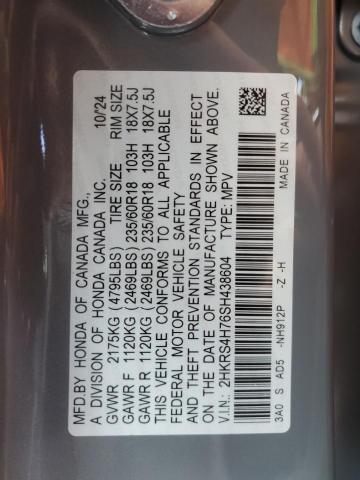 MFD.BY HONDA OF CANADA MFG., 10/24
A DIVISION OF HONDA CANADA INC.
GVWR 2175KG (4795LBS) TIRE SIZE RIM SIZE
GAWR F 1120KG (2469LBS) 235/60R18 103H 18X7.5J
GAWR R 1120KG (2469LBS) 235/60R18 103H 18X7.5J
THIS VEHICLE CONFORMS TO ALL APPLICABLE
FEDERAL MOTOR VEHICLE SAFETY
AND THEFT PREVENTION STANDARDS IN EFFECT
ON THE DATE OF MANUFACTURE SHOWN ABOVE.
V.I.N.: 2HKRS4H76SH438604 TYPE: MPV
3A0 S AD5 -NH912P -Z -H MADE IN CANADA